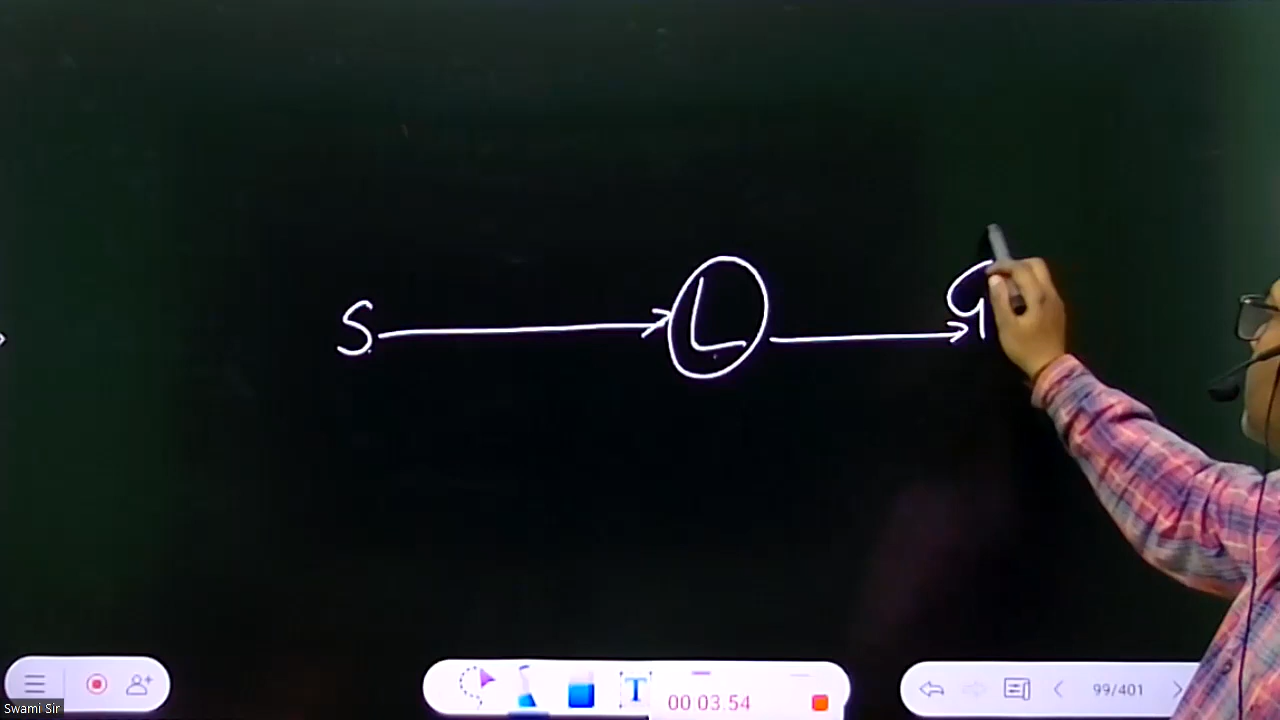 S → L →
T
00 03.54
99/401
Swami Sir